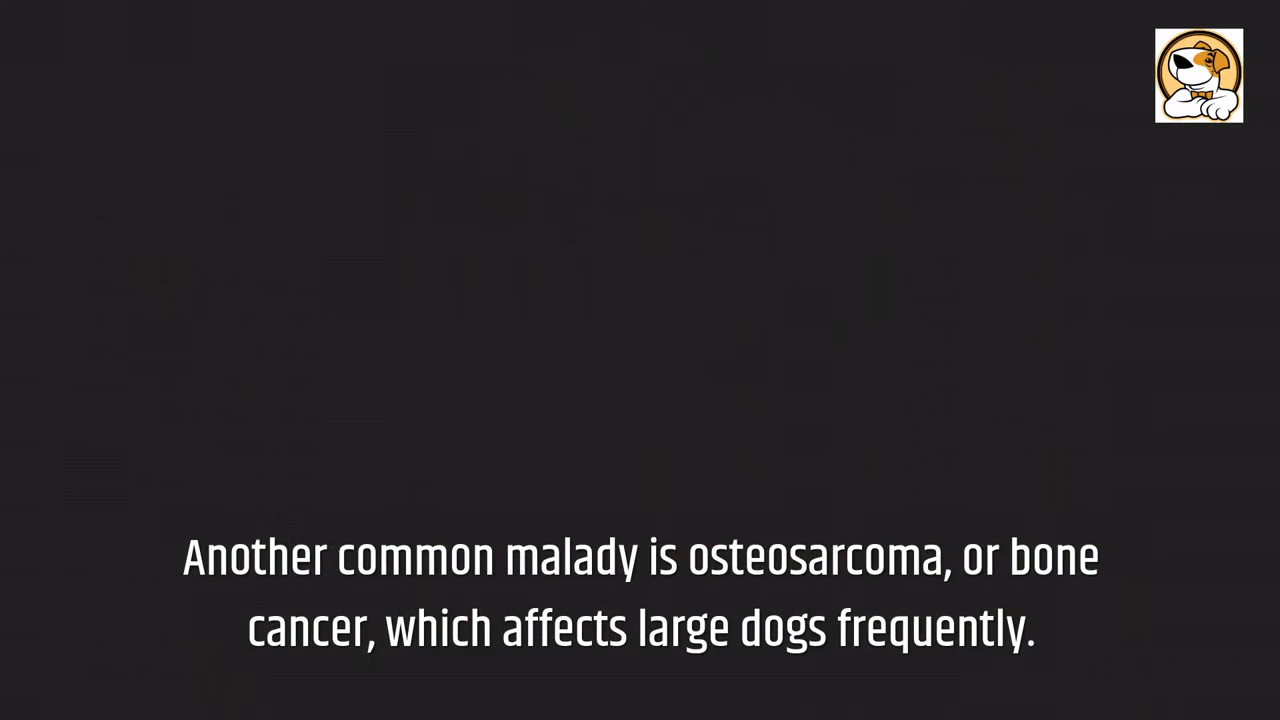 Another common malady is osteosarcoma, or bone
cancer, which affects large dogs frequently.